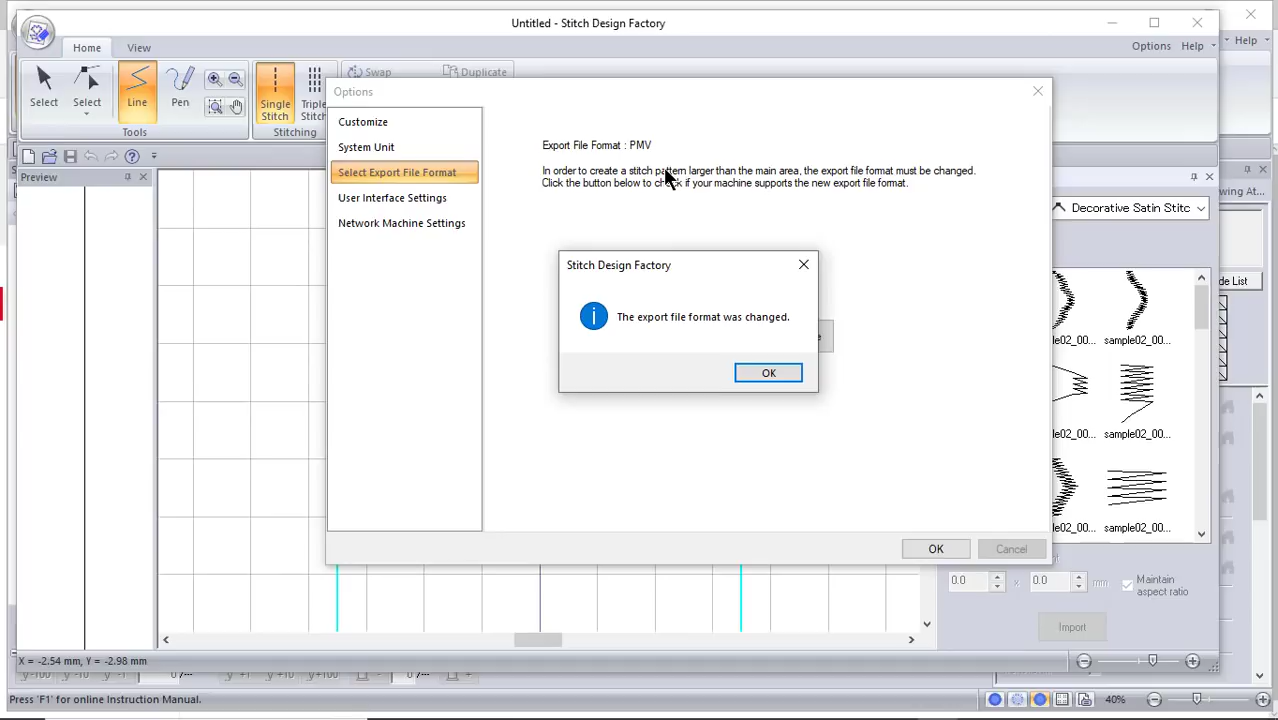 Untitled - Stitch Design Factory
Home
View
Options
Help
Help
Select
Select
Line
Pen
Tools
Single
Stitch
Triple
Stitch
Stitching
Swap
Duplicate
Options
Customize
System Unit
Select Export File Format
User Interface Settings
Network Machine Settings
Export File Format : PMV
In order to create a stitch pattern larger than the main area, the export file format must be changed.
Click the button below to check if your machine supports the new export file format.
Stitch Design Factory
The export file format was changed.
OK
OK
Cancel
Preview
Decorative Satin Stitc
wing At...
de List
sample02_00...
sample02_00...
sample02_00...
sample02_00...
0.0 x 0.0 mm
Maintain
aspect ratio
Import
X = -2.54 mm, Y = -2.98 mm
Press 'F1' for online Instruction Manual.
40%